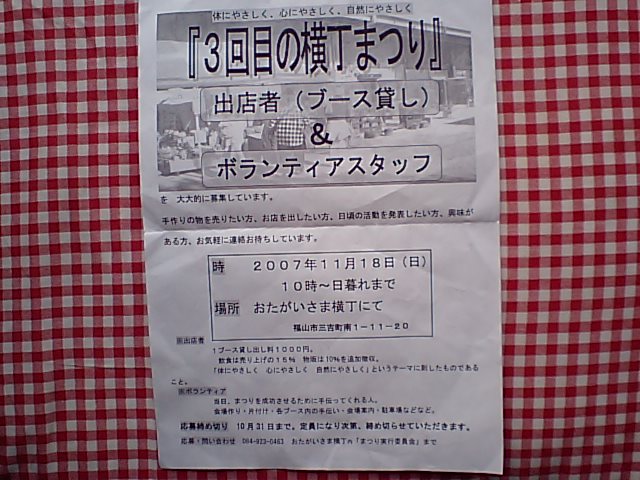 体にやさしく、心にやさしく、自然にやさしく
『３回目の横丁まつり』
出店者（ブース貸し）
&
ボランティアスタッフ
を 大大的に募集しています。
手作りの物を売りたい方、お店を出したい方、日頃の活動を発表したい方、興味が
ある方、お気軽に連絡お待ちしています。
時 ２００７年１１月１８日（日）
１０時～日暮れまで
場所 おたがいさま横丁にて
福山市三吉町南１－１１－２０
※出店者
１ブース貸し出し料１０００円。
飲食は売り上げの１５％ 物販は１０％を追加徴収。
「体にやさしく 心にやさしく 自然にやさしく」というテーマに則したものであること。
※ボランティア
当日、まつりを成功させるために手伝ってくれる人。
会場作り・片付け・各ブース内の手伝い・会場案内・駐車場などなど。
応募締め切り １０月３１日まで。定員になり次第、締め切らせていただきます。
応募・問い合わせ 084-923-0463 おたがいさま横丁n「まつり実行委員会」まで